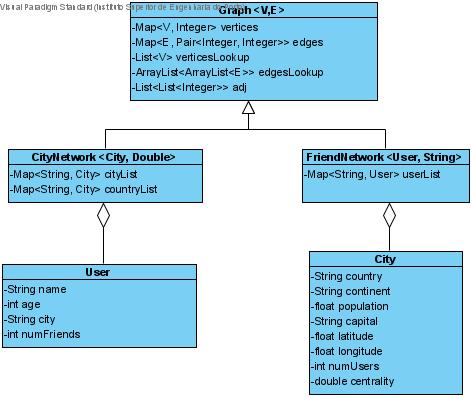 Visual Paradigm Standard (Instituto Superior de Engenharia do Porto)
Graph <V,E>
-Map<V, Integer> vertices
-Map<E, Pair<Integer, Integer>> edges
-List<V> verticesLookup
-ArrayList<ArrayList<E>> edgesLookup
-List<List<Integer>> adj
CityNetwork <City, Double>
-Map<String, City> cityList
-Map<String, City> countryList
FriendNetwork <User, String>
-Map<String, User> userList
User
-String name
-int age
-String city
-int numFriends
City
-String country
-String continent
-float population
-String capital
-float latitude
-float longitude
-int numUsers
-double centrality